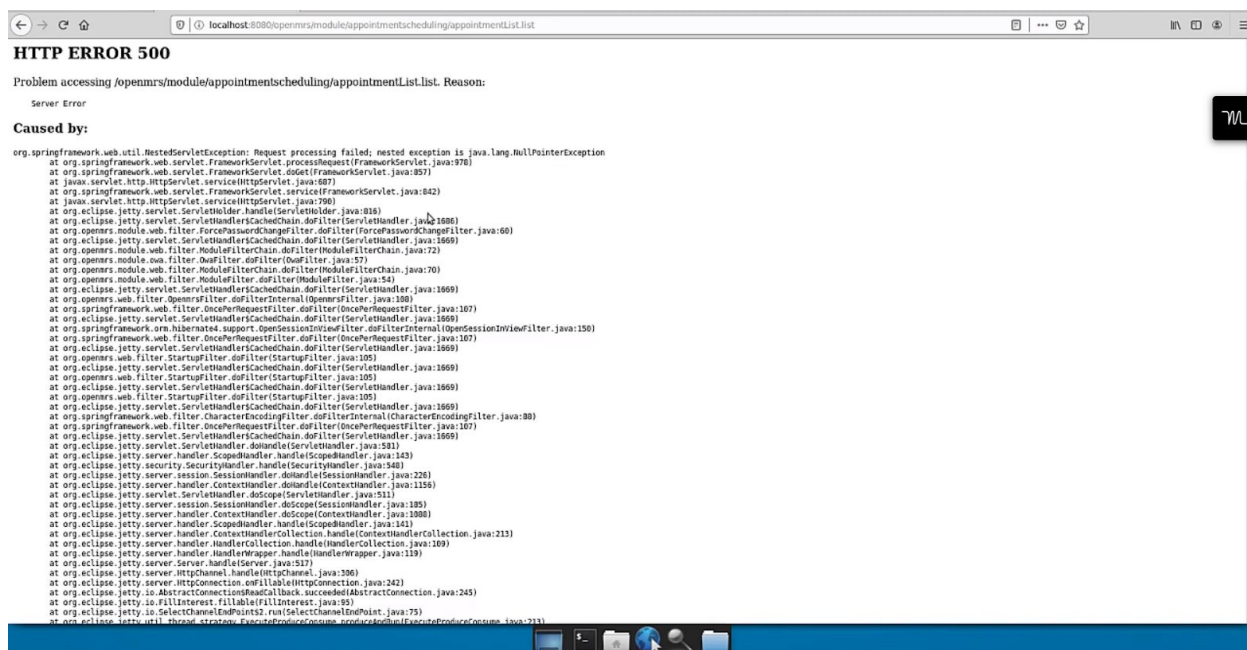 localhost:8080/openmrs/module/appointmentscheduling/appointmentList.list
HTTP ERROR 500
Problem accessing /openmrs/module/appointmentscheduling/appointmentList.list. Reason:
Server Error
Caused by:
org.springframework.web.util.NestedServletException: Request processing failed; nested exception is java.lang.NullPointerException
at org.springframework.web.servlet.FrameworkServlet.processRequest(FrameworkServlet.java:978)
at org.springframework.web.servlet.FrameworkServlet.doGet(FrameworkServlet.java:857)
at javax.servlet.http.HttpServlet.service(HttpServlet.java:687)
at org.springframework.web.servlet.FrameworkServlet.service(FrameworkServlet.java:842)
at javax.servlet.http.HttpServlet.service(HttpServlet.java:790)
at org.eclipse.jetty.servlet.ServletHolder.handle(ServletHolder.java:816)
at org.eclipse.jetty.servlet.ServletHandler$CachedChain.doFilter(ServletHandler.java:1686)
at org.openmrs.module.web.filter.ForcePasswordChangeFilter.doFilter(ForcePasswordChangeFilter.java:60)
at org.eclipse.jetty.servlet.ServletHandler$CachedChain.doFilter(ServletHandler.java:1669)
at org.openmrs.module.web.filter.ModuleFilterChain.doFilter(ModuleFilterChain.java:72)
at org.openmrs.module.owa.filter.OwaFilter.doFilter(OwaFilter.java:57)
at org.openmrs.module.web.filter.ModuleFilterChain.doFilter(ModuleFilterChain.java:70)
at org.openmrs.module.web.filter.ModuleFilter.doFilter(ModuleFilter.java:54)
at org.eclipse.jetty.servlet.ServletHandler$CachedChain.doFilter(ServletHandler.java:1669)
at org.openmrs.web.filter.OpenmrsFilter.doFilterInternal(OpenmrsFilter.java:108)
at org.springframework.web.filter.OncePerRequestFilter.doFilter(OncePerRequestFilter.java:107)
at org.eclipse.jetty.servlet.ServletHandler$CachedChain.doFilter(ServletHandler.java:1669)
at org.springframework.orm.hibernate4.support.OpenSessionInViewFilter.doFilterInternal(OpenSessionInViewFilter.java:150)
at org.springframework.web.filter.OncePerRequestFilter.doFilter(OncePerRequestFilter.java:107)
at org.eclipse.jetty.servlet.ServletHandler$CachedChain.doFilter(ServletHandler.java:1669)
at org.openmrs.web.filter.StartupFilter.doFilter(StartupFilter.java:105)
at org.eclipse.jetty.servlet.ServletHandler$CachedChain.doFilter(ServletHandler.java:1669)
at org.openmrs.web.filter.StartupFilter.doFilter(StartupFilter.java:105)
at org.eclipse.jetty.servlet.ServletHandler$CachedChain.doFilter(ServletHandler.java:1669)
at org.openmrs.web.filter.StartupFilter.doFilter(StartupFilter.java:105)
at org.eclipse.jetty.servlet.ServletHandler$CachedChain.doFilter(ServletHandler.java:1669)
at org.springframework.web.filter.CharacterEncodingFilter.doFilterInternal(CharacterEncodingFilter.java:88)
at org.springframework.web.filter.OncePerRequestFilter.doFilter(OncePerRequestFilter.java:107)
at org.eclipse.jetty.servlet.ServletHandler$CachedChain.doFilter(ServletHandler.java:1669)
at org.eclipse.jetty.servlet.ServletHandler.doHandle(ServletHandler.java:581)
at org.eclipse.jetty.server.handler.ScopedHandler.handle(ScopedHandler.java:143)
at org.eclipse.jetty.security.SecurityHandler.handle(SecurityHandler.java:548)
at org.eclipse.jetty.server.session.SessionHandler.doHandle(SessionHandler.java:226)
at org.eclipse.jetty.server.handler.ContextHandler.doHandle(ContextHandler.java:1156)
at org.eclipse.jetty.servlet.ServletHandler.doScope(ServletHandler.java:511)
at org.eclipse.jetty.server.session.SessionHandler.doScope(SessionHandler.java:185)
at org.eclipse.jetty.server.handler.ContextHandler.doScope(ContextHandler.java:1088)
at org.eclipse.jetty.server.handler.ScopedHandler.handle(ScopedHandler.java:141)
at org.eclipse.jetty.server.handler.ContextHandlerCollection.handle(ContextHandlerCollection.java:213)
at org.eclipse.jetty.server.handler.HandlerCollection.handle(HandlerCollection.java:109)
at org.eclipse.jetty.server.handler.HandlerWrapper.handle(HandlerWrapper.java:119)
at org.eclipse.jetty.server.Server.handle(Server.java:517)
at org.eclipse.jetty.server.HttpChannel.handle(HttpChannel.java:306)
at org.eclipse.jetty.server.HttpConnection.onFillable(HttpConnection.java:242)
at org.eclipse.jetty.io.AbstractConnection$ReadCallback.succeeded(AbstractConnection.java:245)
at org.eclipse.jetty.io.FillInterest.fillable(FillInterest.java:95)
at org.eclipse.jetty.io.SelectChannelEndPoint$2.run(SelectChannelEndPoint.java:75)
at org.eclipse.jetty.util.thread.strategy.ExecuteProduceConsume.produceAndRun(ExecuteProduceConsume.java:213)